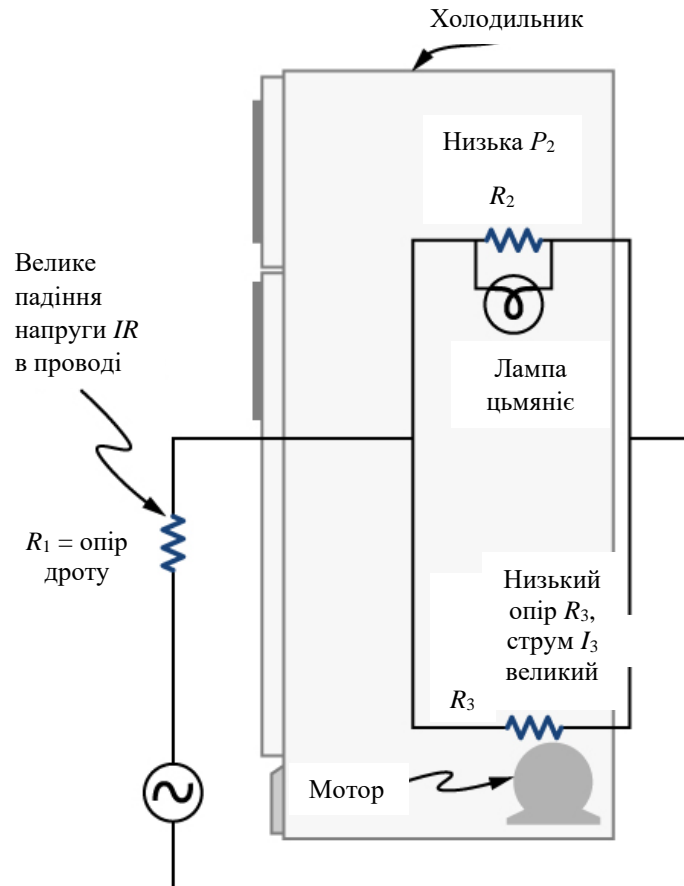 Холодильник
Низька P₂
R₂
Велике
падіння
напруги IR
в проводі
Лампа
цьмяніє
R₁ = опір
дроту
Низький
опір R₃,
струм I₃
великий
R₃
Мотор